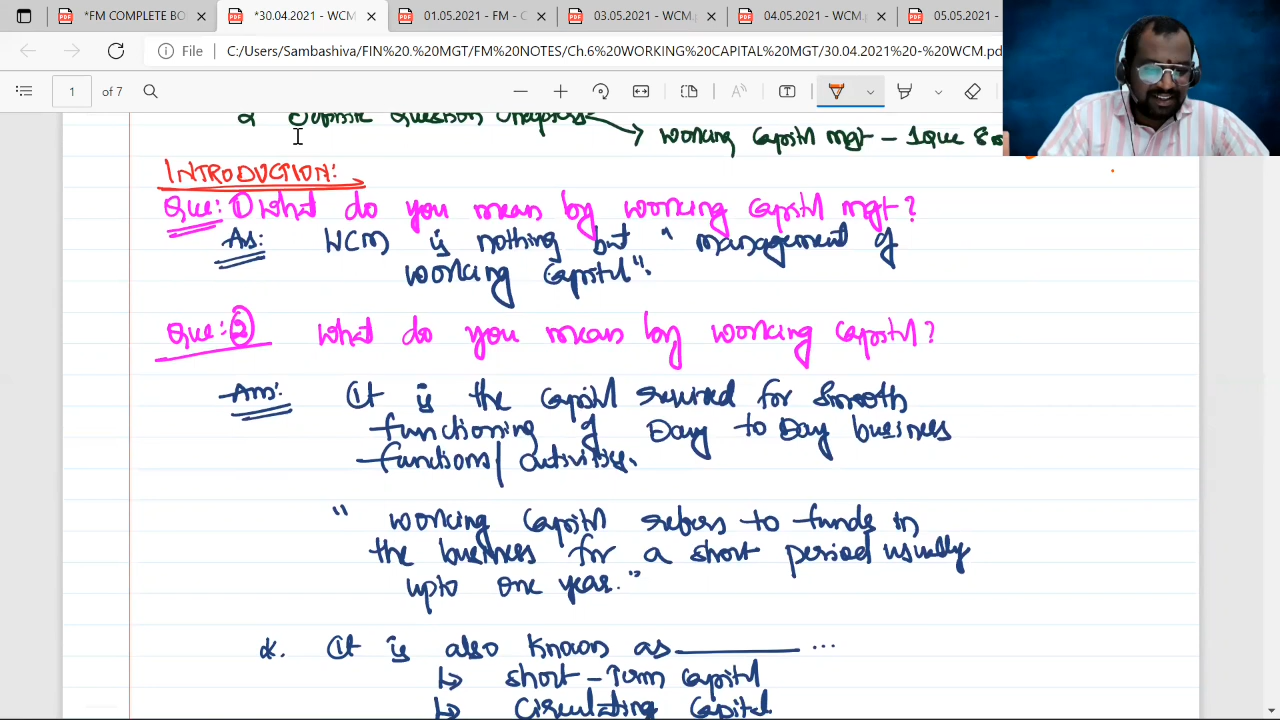 *FM COMPLETE BO
*30.04.2021 - WCM
01.05.2021 - FM - C
03.05.2021 - WCM.
04.05.2021 - WCM.
05.05.2021 -
File C:/Users/Sambashiva/FIN%20.%20MGT/FM%20NOTES/Ch.6%20WORKING%20CAPITAL%20MGT/30.04.2021%20-%20WCM.pd
1 of 7
Question Chapters
working capital mgt - 1Que 8
INTRODUCTION:
Que: ① What do you mean by working capital mgt?
As: WCM is nothing but "management of
working capital".
Que: ② What do you mean by working capital?
Ans: It is the capital required for smooth
functioning of Day to Day business
functions/ activities.
" working capital refers to funds in
the business for a short period usually
upto one year."
It is also known as ...
↳ short-Term capital
↳ circulating capital